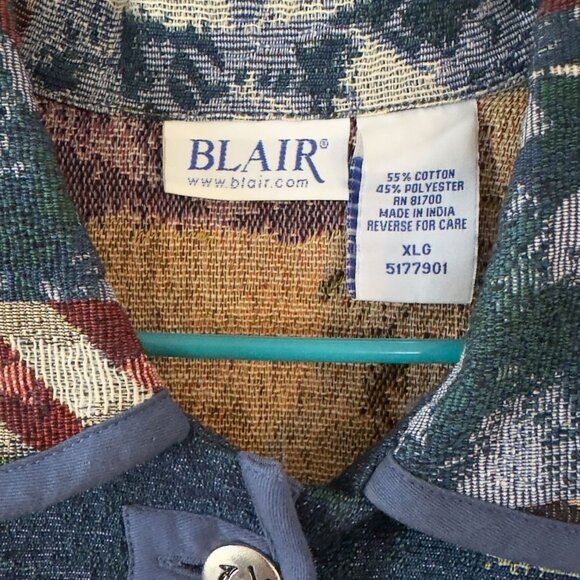 BLAIR®
www.blair.com
55% COTTON
45% POLYESTER
RN 81700
MADE IN INDIA
REVERSE FOR CARE
XLG
5177901